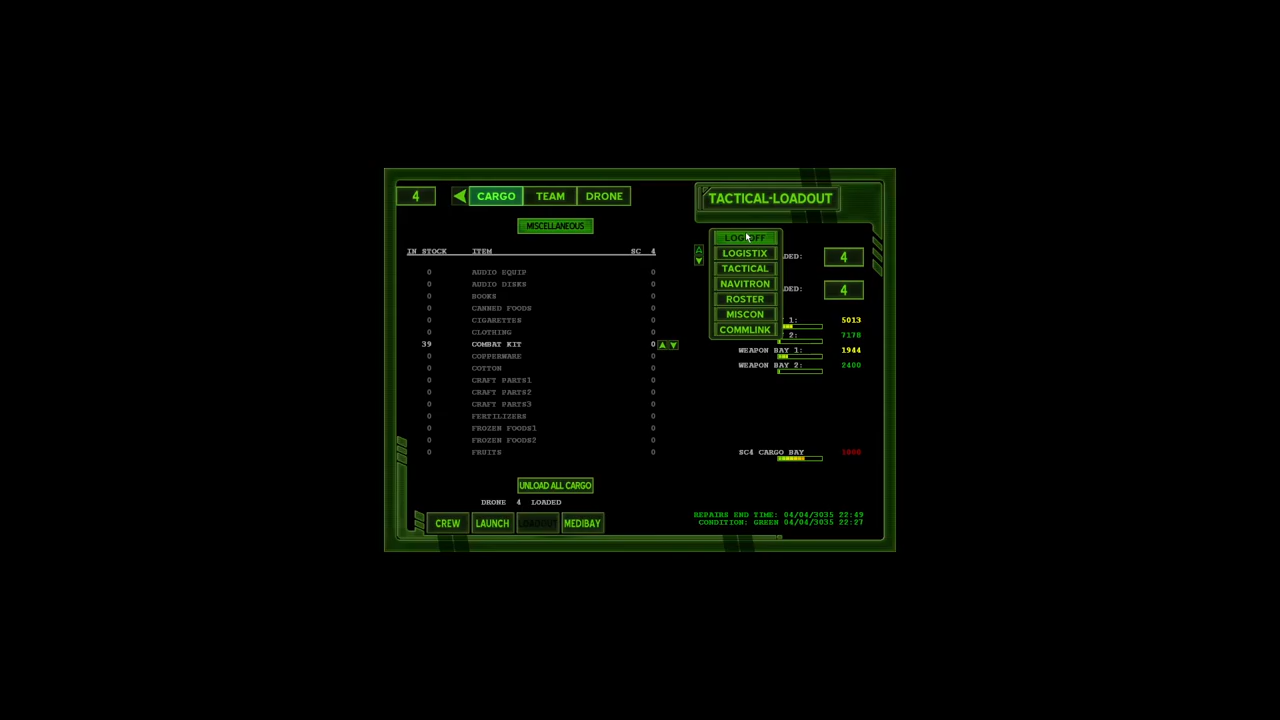 4 CARGO TEAM DRONE TACTICAL-LOADOUT
MISCELLANEOUS
LOG OFF
LOGISTIX
TACTICAL
NAVITRON
ROSTER
MISCON
COMMLINK
IN STOCK ITEM SC 4
0 AUDIO EQUIP 0
0 AUDIO DISKS 0
0 BOOKS 0
0 CANNED FOODS 0
0 CIGARETTES 0
0 CLOTHING 0
39 COMBAT KIT 0
0 COPPERWARE 0
0 COTTON 0
0 CRAFT PARTS1 0
0 CRAFT PARTS2 0
0 CRAFT PARTS3 0
0 FERTILIZERS 0
0 FROZEN FOODS1 0
0 FROZEN FOODS2 0
0 FRUITS 0
DED: 4
DED: 4
1: 5013
2: 7178
WEAPON BAY 1: 1944
WEAPON BAY 2: 2400
SC4 CARGO BAY
UNLOAD ALL CARGO
DRONE 4 LOADED
CREW LAUNCH LOADOUT MEDIBAY
REPAIRS END TIME: 04/04/3035 22:49
CONDITION: GREEN 04/04/3035 22:27